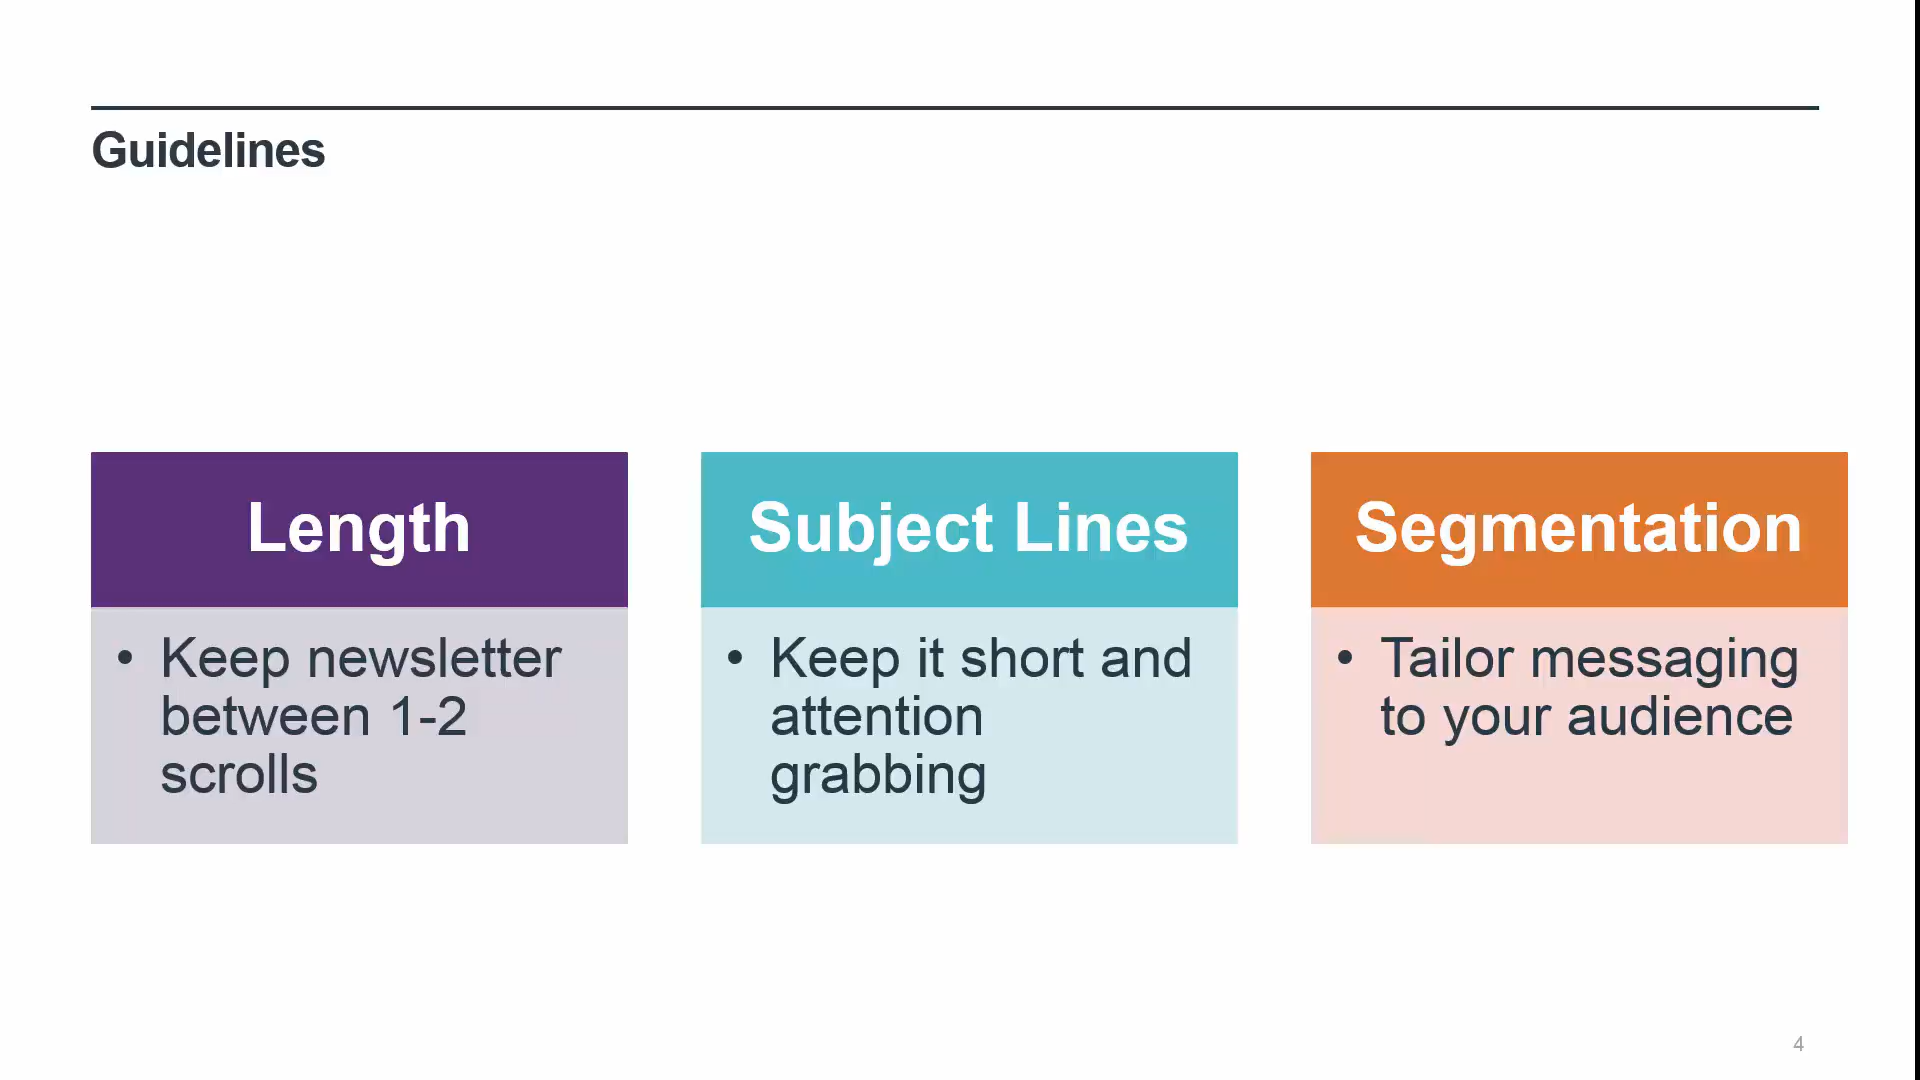 Guidelines
Length
• Keep newsletter
between 1-2
scrolls
Subject Lines
• Keep it short and
attention
grabbing
Segmentation
• Tailor messaging
to your audience
4